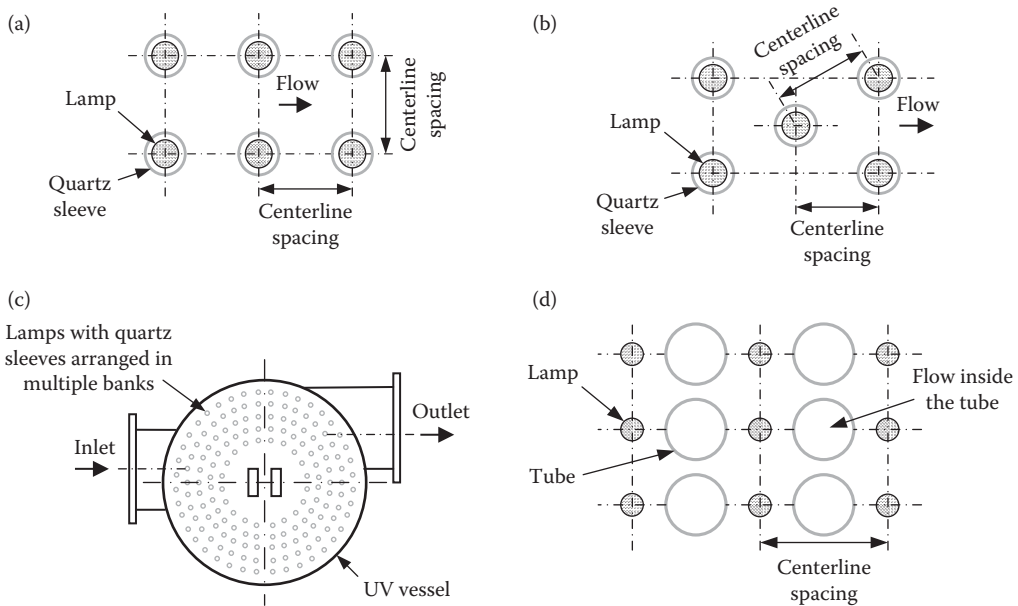 (a)
Flow
Lamp
Quartz
sleeve
Centerline
spacing
Centerline
spacing
(b)
Centerline
spacing
Flow
Lamp
Quartz
sleeve
Centerline
spacing
(c)
Lamps with quartz
sleeves arranged in
multiple banks
Inlet
Outlet
UV vessel
(d)
Lamp
Flow inside
the tube
Tube
Centerline
spacing